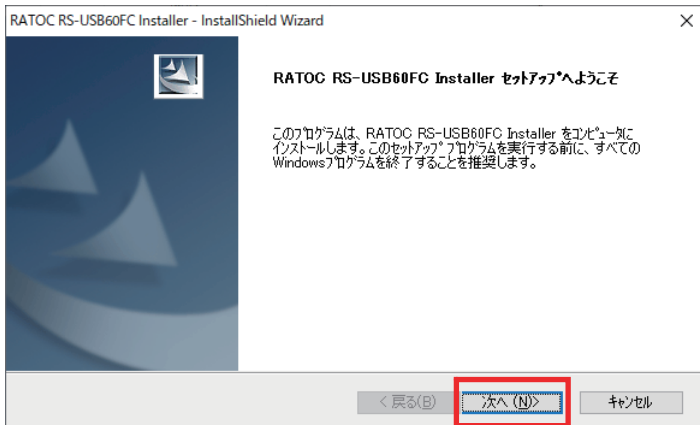 RATOC RS-USB60FC Installer - InstallShield Wizard
RATOC RS-USB60FC Installer ｾｯﾄｱｯﾌﾟへようこそ
このﾌﾟﾛｸﾞﾗﾑは、RATOC RS-USB60FC Installer をｺﾝﾋﾟｭｰﾀに
ｲﾝｽﾄｰﾙします。このｾｯﾄｱｯﾌﾟ ﾌﾟﾛｸﾞﾗﾑを実行する前に、すべての
Windowsﾌﾟﾛｸﾞﾗﾑを終了することを推奨します。
< 戻る(B)
次へ (N)>
ｷｬﾝｾﾙ